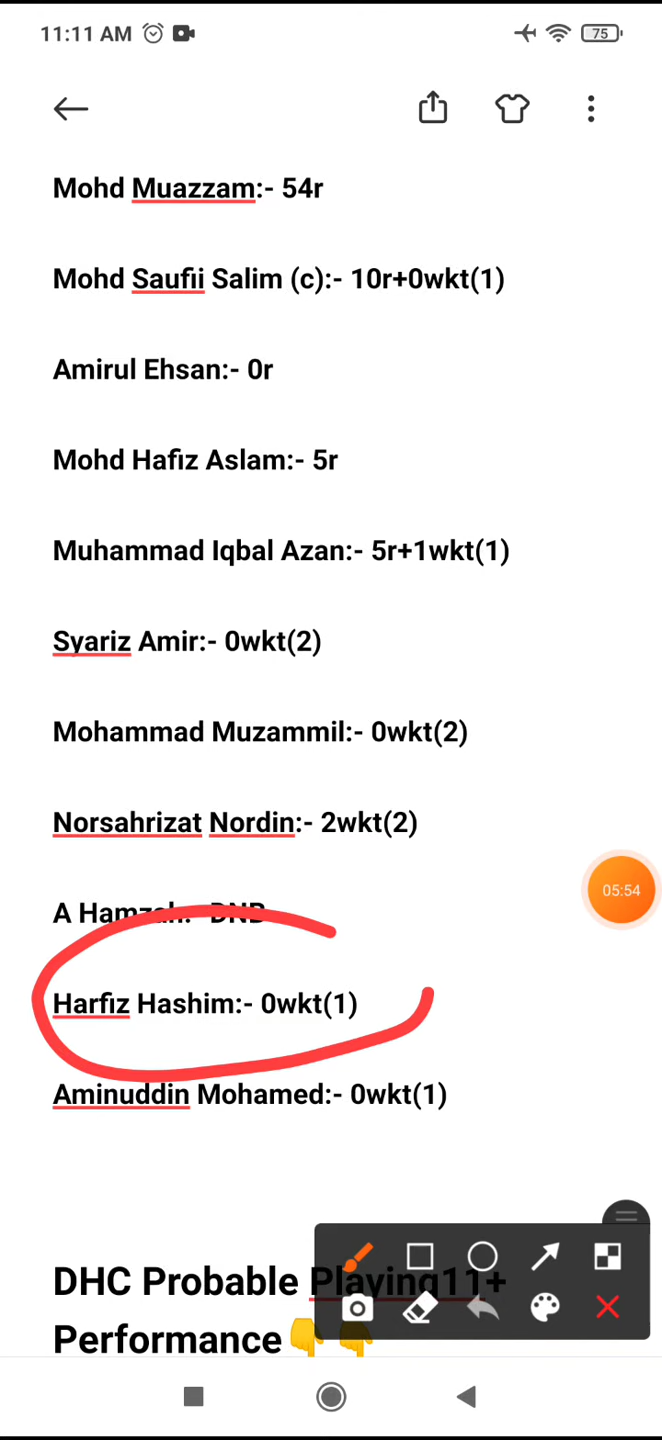 11:11 AM
75
Mohd Muazzam:- 54r
Mohd Saufii Salim (c):- 10r+0wkt(1)
Amirul Ehsan:- 0r
Mohd Hafiz Aslam:- 5r
Muhammad Iqbal Azan:- 5r+1wkt(1)
Syariz Amir:- 0wkt(2)
Mohammad Muzammil:- 0wkt(2)
Norsahrizat Nordin:- 2wkt(2)
05:54
A Hamzah:- DNB
Harfiz Hashim:- 0wkt(1)
Aminuddin Mohamed:- 0wkt(1)
DHC Probable Playing11+
Performance👇👇